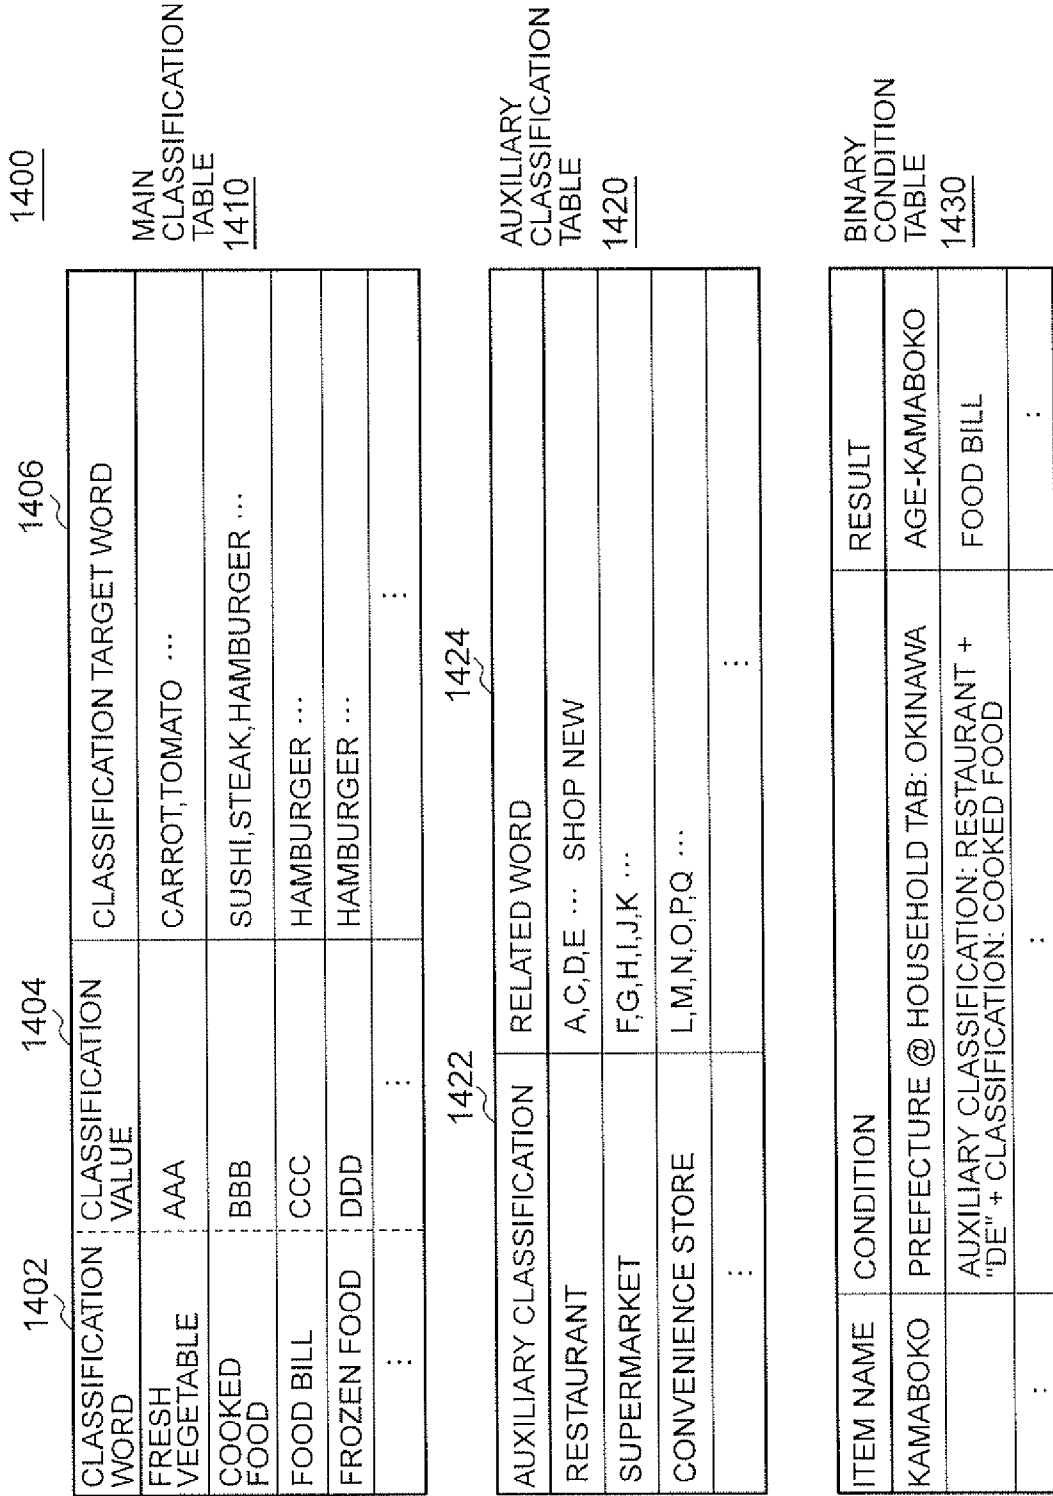 1400
1402
1404
1406
CLASSIFICATION
WORD
CLASSIFICATION
VALUE
CLASSIFICATION TARGET WORD
MAIN
CLASSIFICATION
TABLE
1410
FRESH
VEGETABLE
AAA
CARROT,TOMATO ...
COOKED
FOOD
BBB
SUSHI,STEAK,HAMBURGER ...
FOOD BILL
CCC
HAMBURGER ...
FROZEN FOOD
DDD
HAMBURGER ...
...
...
...
1422
1424
AUXILIARY CLASSIFICATION
RELATED WORD
AUXILIARY
CLASSIFICATION
TABLE
1420
RESTAURANT
A,C,D,E ... SHOP NEW
SUPERMARKET
F,G,H,I,J,K ...
CONVENIENCE STORE
L,M,N,O,P,Q ...
...
...
ITEM NAME
CONDITION
RESULT
BINARY
CONDITION
TABLE
1430
KAMABOKO
PREFECTURE @ HOUSEHOLD TAB: OKINAWA
AGE-KAMABOKO
AUXILIARY CLASSIFICATION: RESTAURANT +
"DE" + CLASSIFICATION: COOKED FOOD
FOOD BILL
...
...
...